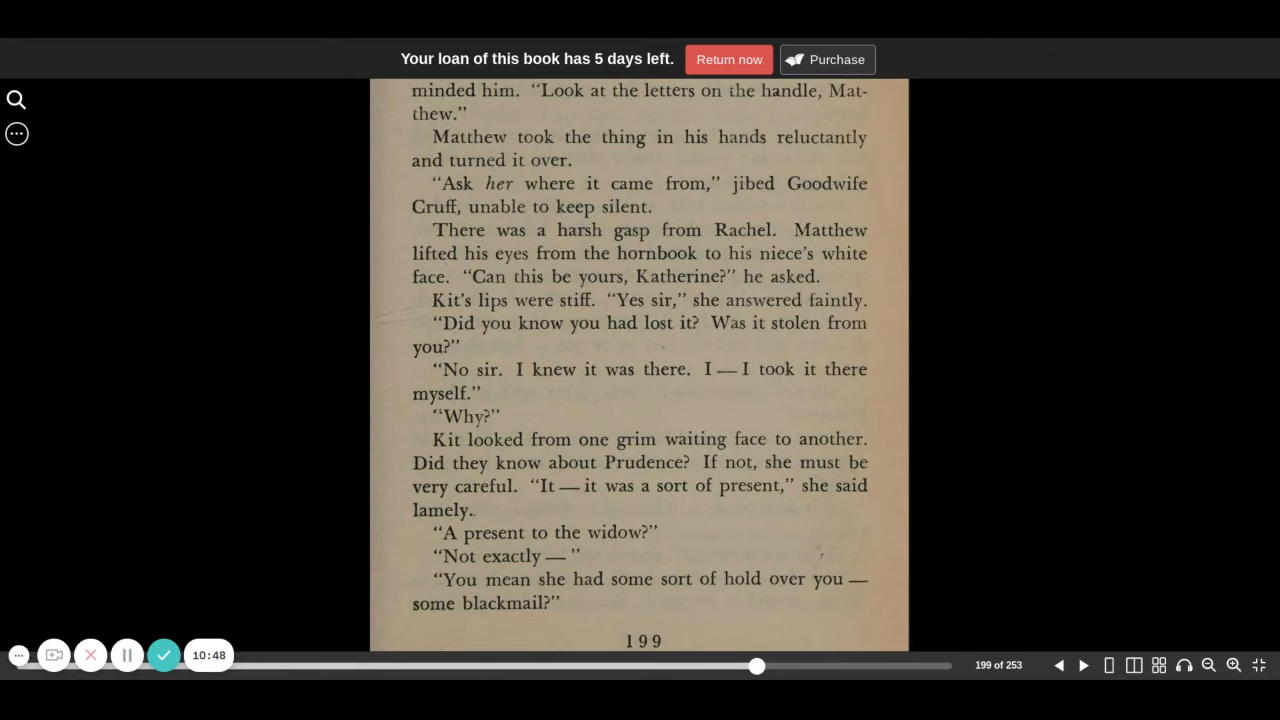 Your loan of this book has 5 days left. Return now Purchase
minded him. “Look at the letters on the handle, Mat-
thew.”
Matthew took the thing in his hands reluctantly
and turned it over.
“Ask her where it came from,” jibed Goodwife
Cruff, unable to keep silent.
There was a harsh gasp from Rachel. Matthew
lifted his eyes from the hornbook to his niece’s white
face. “Can this be yours, Katherine?” he asked.
Kit’s lips were stiff. “Yes sir,” she answered faintly.
“Did you know you had lost it? Was it stolen from
you?”
“No sir. I knew it was there. I — I took it there
myself.”
“Why?”
Kit looked from one grim waiting face to another.
Did they know about Prudence? If not, she must be
very careful. “It — it was a sort of present,” she said
lamely.
“A present to the widow?”
“Not exactly — ”
“You mean she had some sort of hold over you —
some blackmail?”
199
10:48
199 of 253